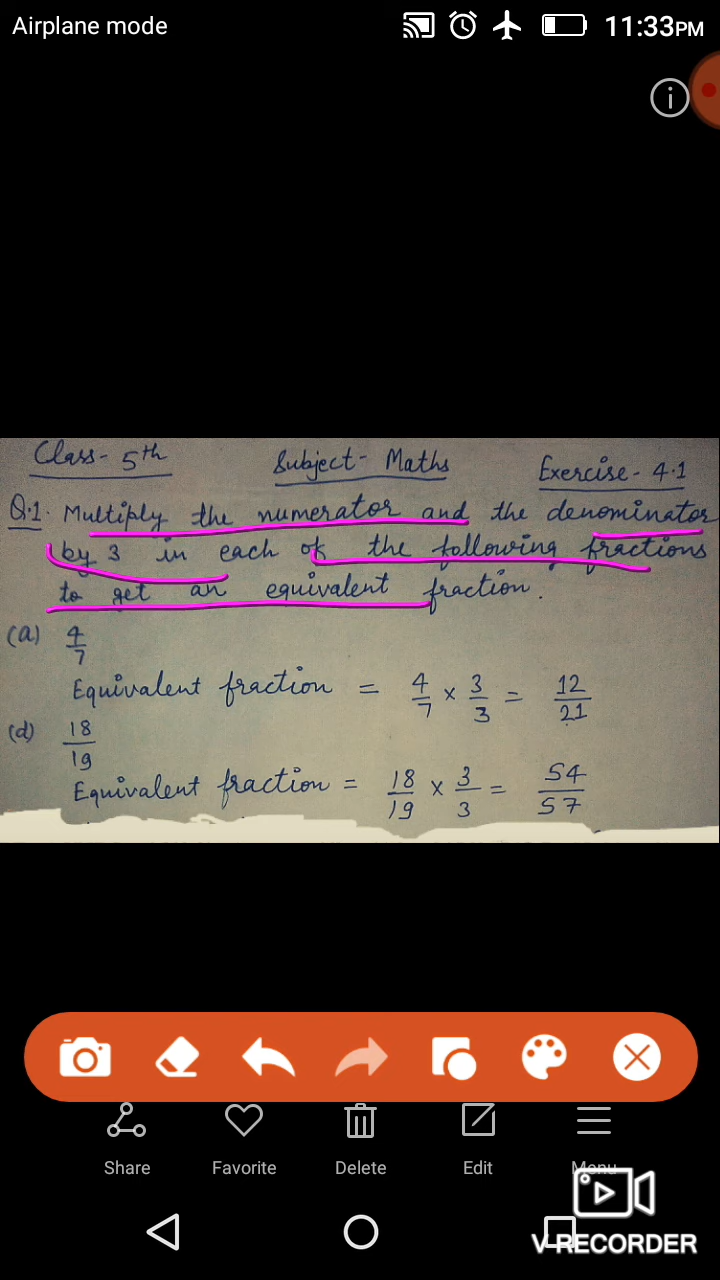 Airplane mode 11:33PM
Class- 5th Subject- Maths Exercise- 4.1
Q.1. Multiply the numerator and the denominator
by 3 in each of the following fractions
to get an equivalent fraction.
(a) 4/7
Equivalent fraction = 4/7 × 3/3 = 12/21
(d) 18/19
Equivalent fraction = 18/19 × 3/3 = 54/57
Share Favorite Delete Edit Menu
V RECORDER